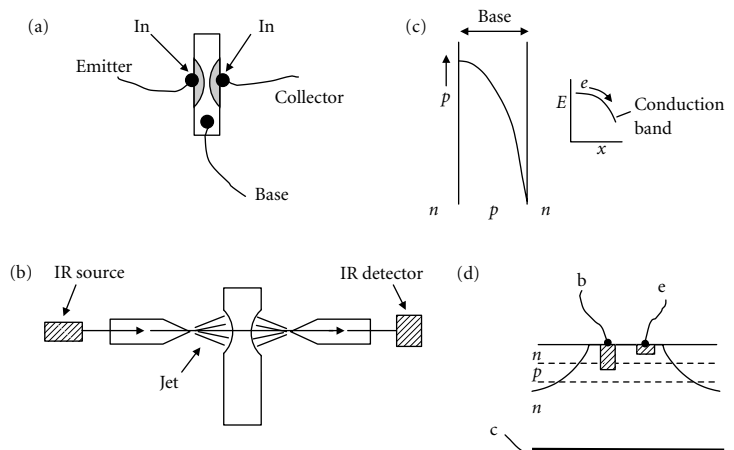 (a)
In
In
Emitter
Collector
Base
(b)
IR source
IR detector
Jet
(c)
Base
p
n
p
n
E
e
x
Conduction
band
(d)
b
e
n
p
n
c